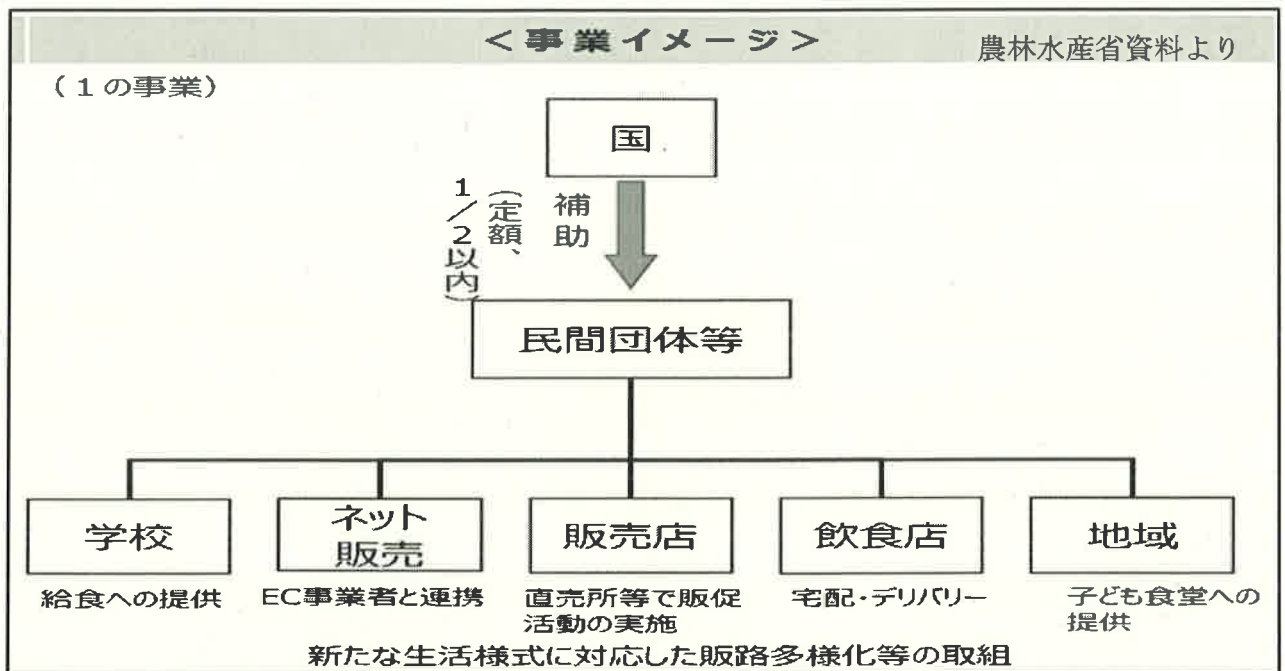 ＜事業イメージ＞
農林水産省資料より
（１の事業）
国
補助
（定額、
１／２以内）
民間団体等
学校
ネット
販売
販売店
飲食店
地域
給食への提供
EC事業者と連携
直売所等で販促
活動の実施
宅配・デリバリー
子ども食堂への
提供
新たな生活様式に対応した販路多様化等の取組